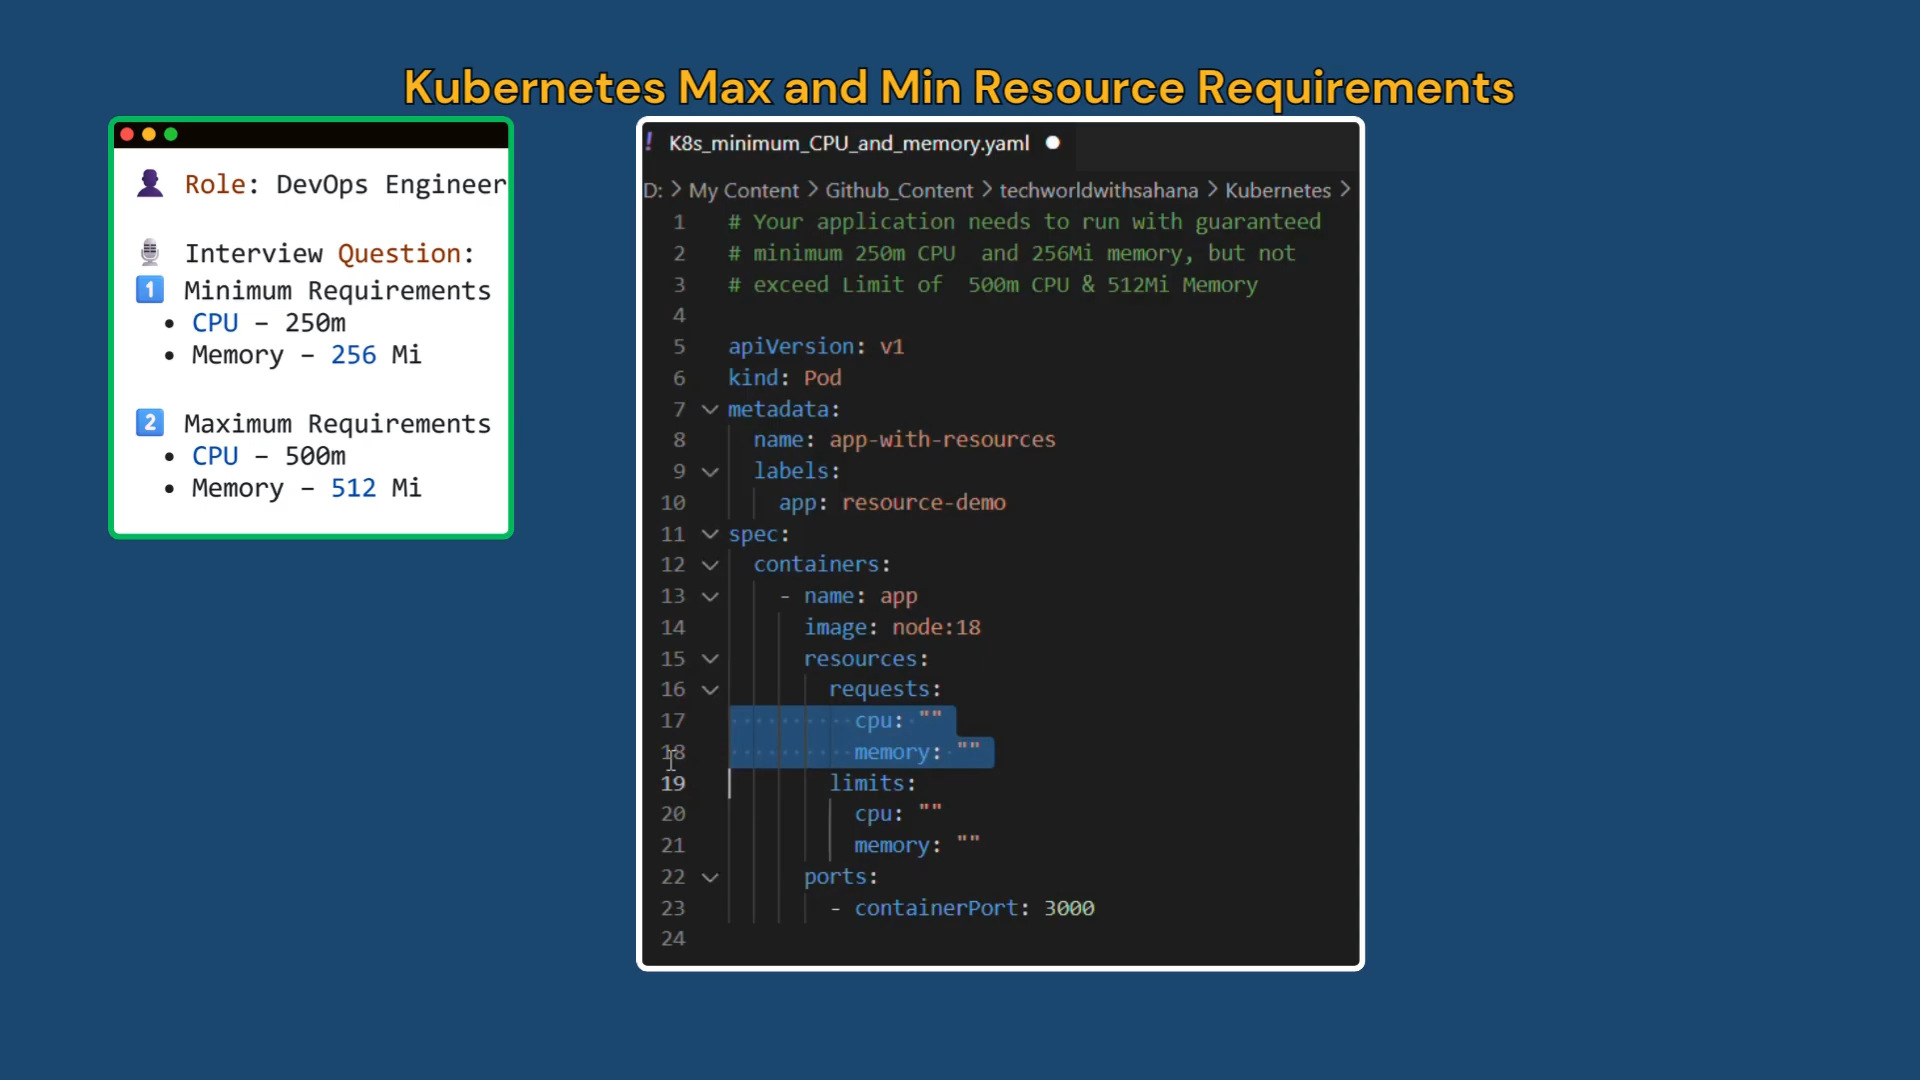 Kubernetes Max and Min Resource Requirements
Role: DevOps Engineer
Interview Question:
1 Minimum Requirements
• CPU – 250m
• Memory – 256 Mi
2 Maximum Requirements
• CPU – 500m
• Memory – 512 Mi
! K8s_minimum_CPU_and_memory.yaml
D: > My Content > Github_Content > techworldwithsahana > Kubernetes >
1 # Your application needs to run with guaranteed
2 # minimum 250m CPU  and 256Mi memory, but not
3 # exceed Limit of  500m CPU & 512Mi Memory
4
5 apiVersion: v1
6 kind: Pod
7 metadata:
8   name: app-with-resources
9   labels:
10     app: resource-demo
11 spec:
12   containers:
13     - name: app
14       image: node:18
15       resources:
16         requests:
17           cpu: ""
18           memory: ""
19         limits:
20           cpu: ""
21           memory: ""
22       ports:
23         - containerPort: 3000
24